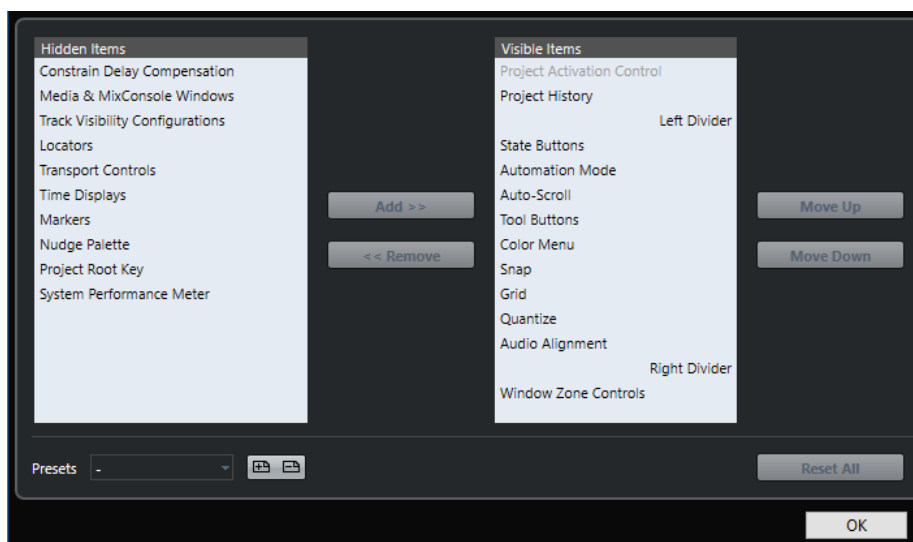 Hidden Items
Constrain Delay Compensation
Media & MixConsole Windows
Track Visibility Configurations
Locators
Transport Controls
Time Displays
Markers
Nudge Palette
Project Root Key
System Performance Meter
Add >>
<< Remove
Visible Items
Project Activation Control
Project History
Left Divider
State Buttons
Automation Mode
Auto-Scroll
Tool Buttons
Color Menu
Snap
Grid
Quantize
Audio Alignment
Right Divider
Window Zone Controls
Move Up
Move Down
Presets -
Reset All
OK